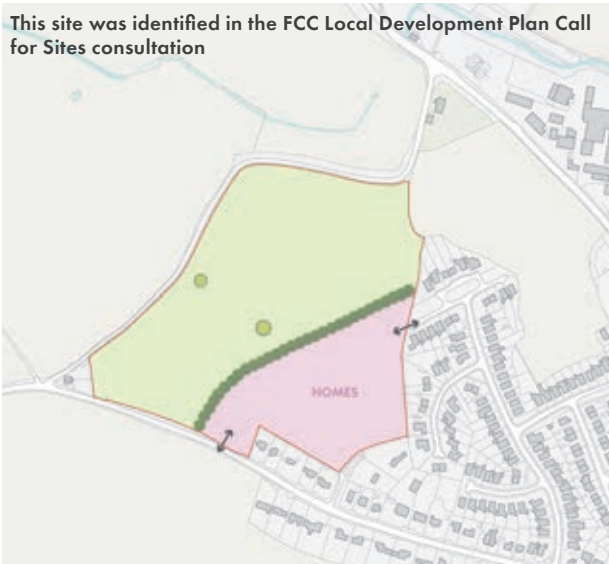 This site was identified in the FCC Local Development Plan Call
for Sites consultation
HOMES